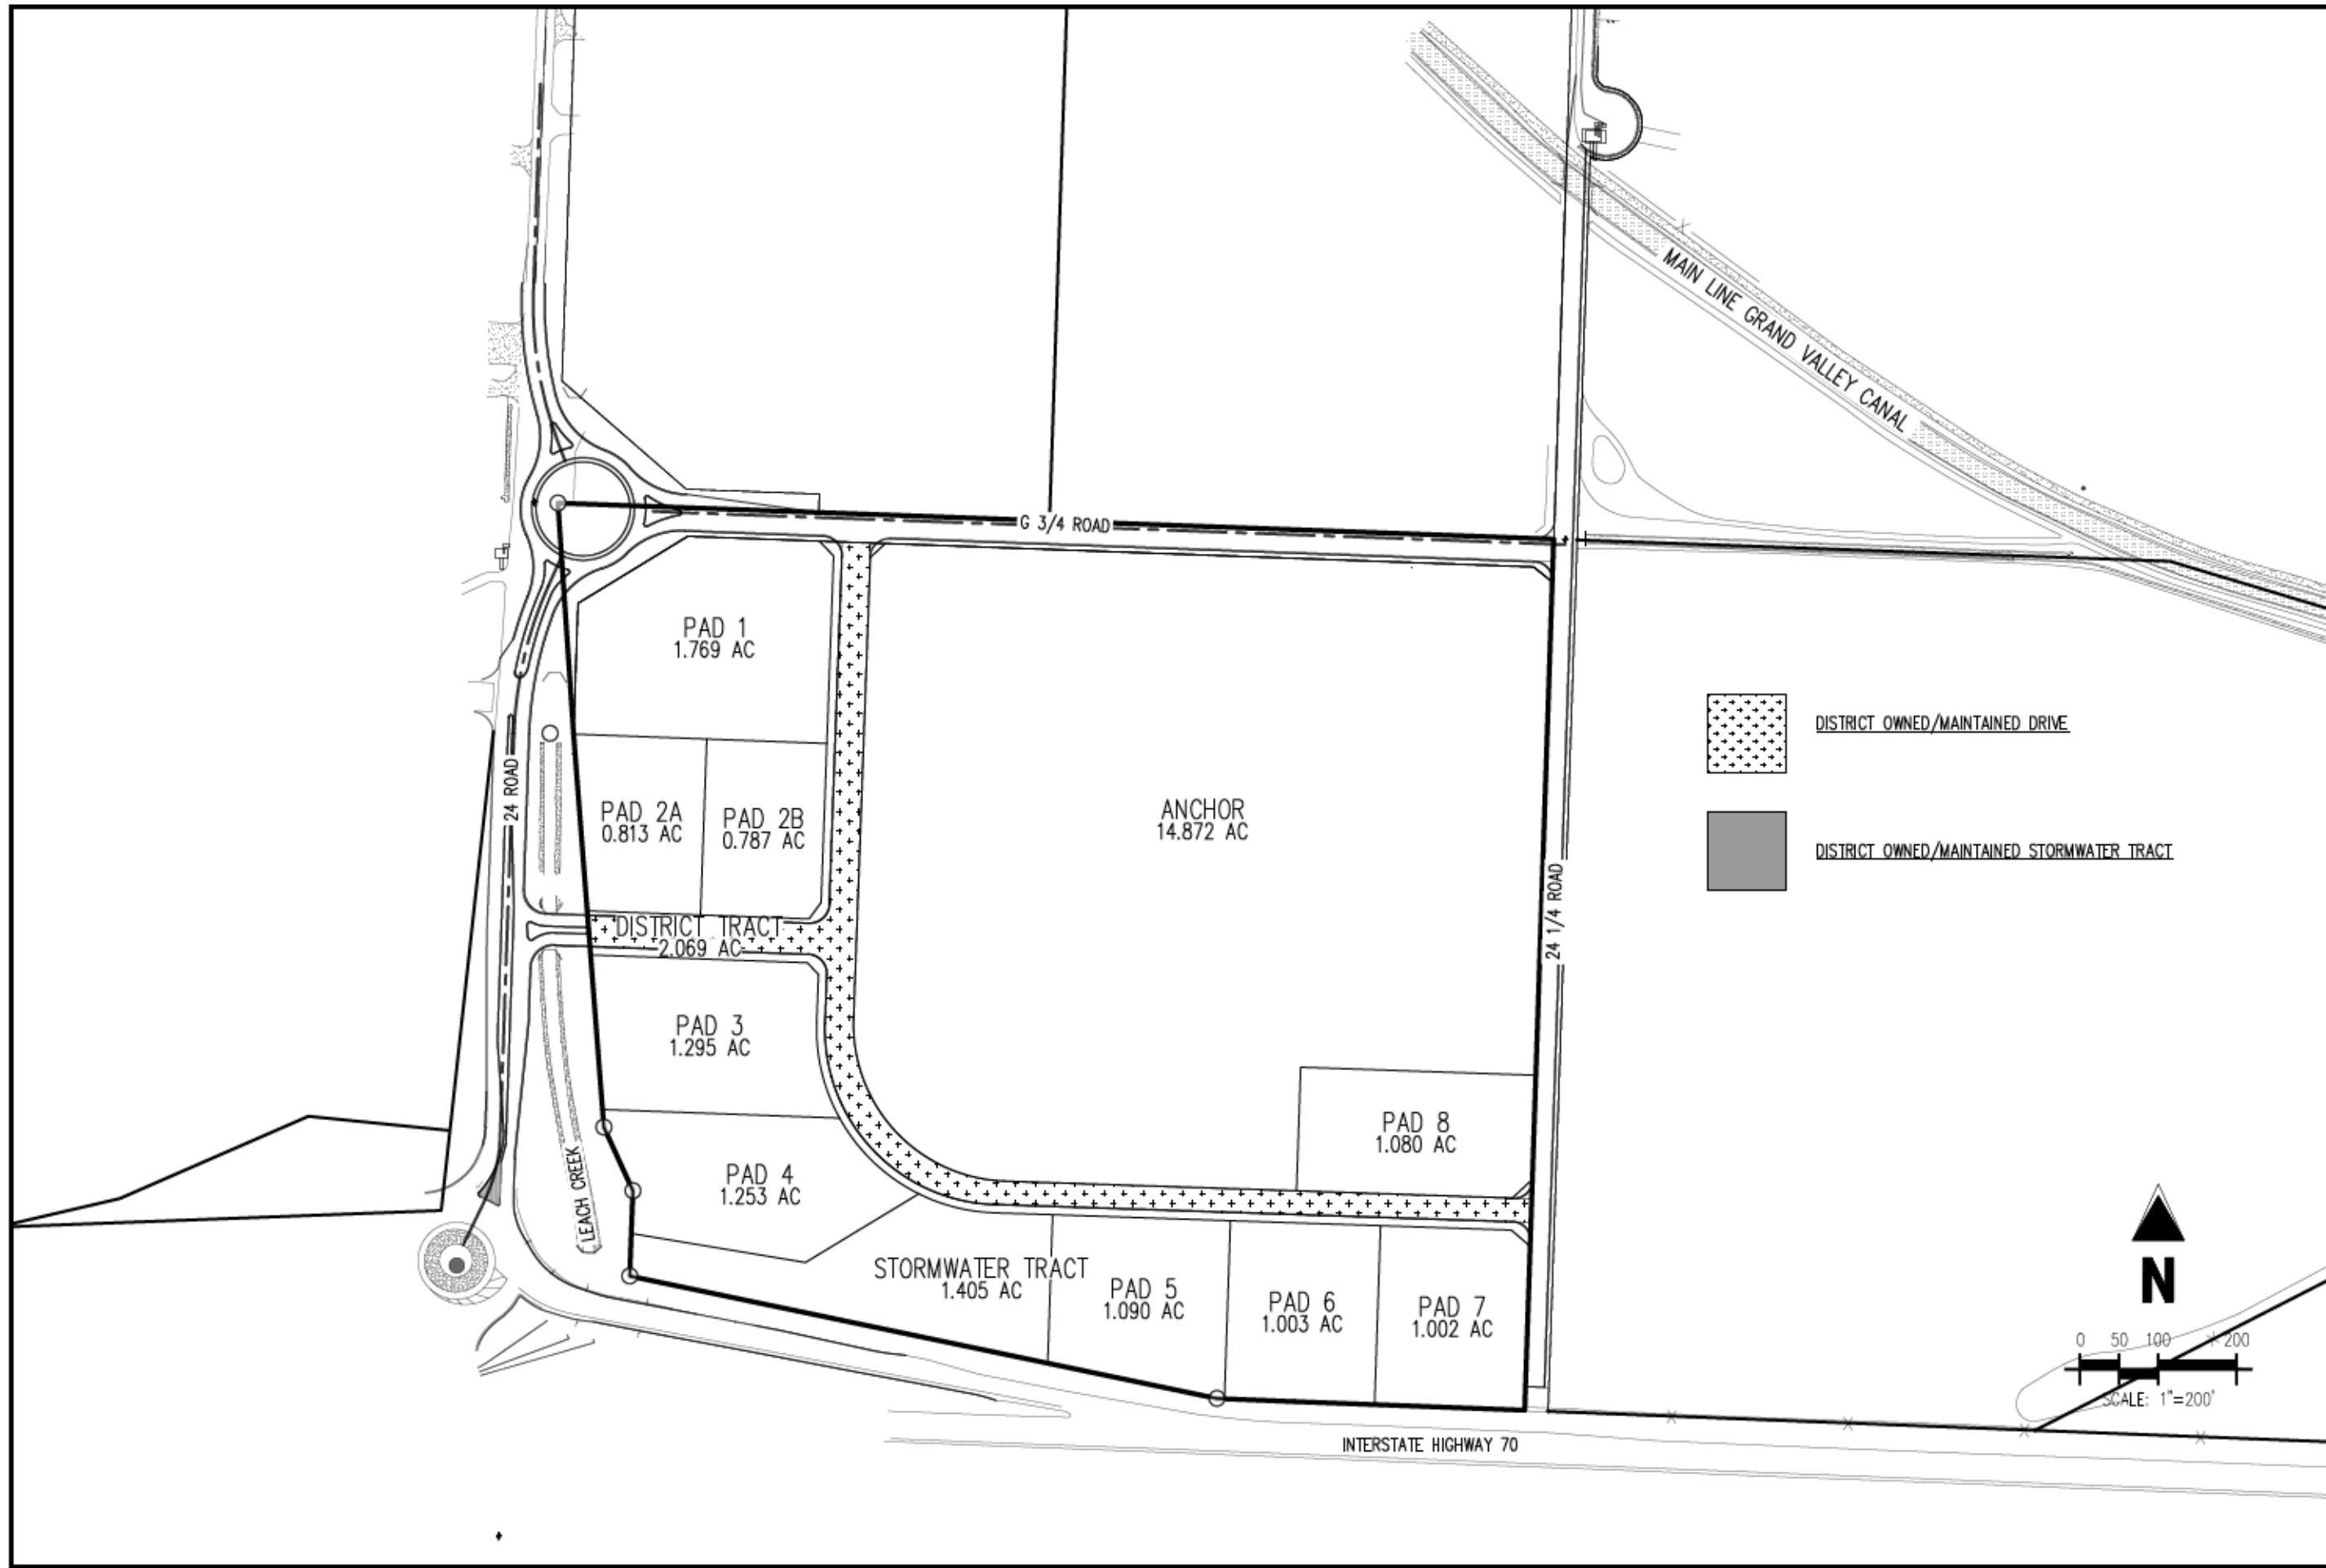 MAIN LINE GRAND VALLEY CANAL
G 3/4 ROAD
PAD 1
1.769 AC
24 ROAD
PAD 2A
0.813 AC
PAD 2B
0.787 AC
ANCHOR
14.872 AC
24 1/4 ROAD
DISTRICT OWNED/MAINTAINED DRIVE
DISTRICT OWNED/MAINTAINED STORMWATER TRACT
DISTRICT TRACT
2.069 AC
PAD 3
1.295 AC
PAD 8
1.080 AC
PAD 4
1.253 AC
LEACH CREEK
STORMWATER TRACT
1.405 AC
PAD 5
1.090 AC
PAD 6
1.003 AC
PAD 7
1.002 AC
N
0 50 100 200
SCALE: 1"=200'
INTERSTATE HIGHWAY 70